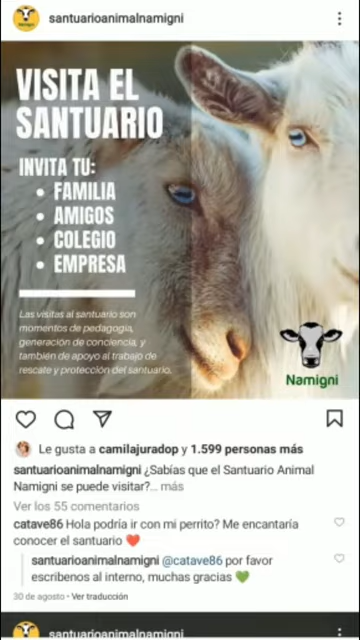 santuarioanimalnamigni
VISITA EL
SANTUARIO
INVITA TU:
• FAMILIA
• AMIGOS
• COLEGIO
• EMPRESA
Las visitas al santuario son
momentos de pedagogía,
generación de conciencia, y
también de apoyo al trabajo de
rescate y protección del santuario.
Namigni
Le gusta a camilajuradop y 1.599 personas más
santuarioanimalnamigni ¿Sabías que el Santuario Animal
Namigni se puede visitar?... más
Ver los 55 comentarios
catave86 Hola podría ir con mi perrito? Me encantaría
conocer el santuario ❤️
santuarioanimalnamigni @catave86 por favor
escribenos al interno, muchas gracias 💚
30 de agosto • Ver traducción
santuarioanimalnamigni